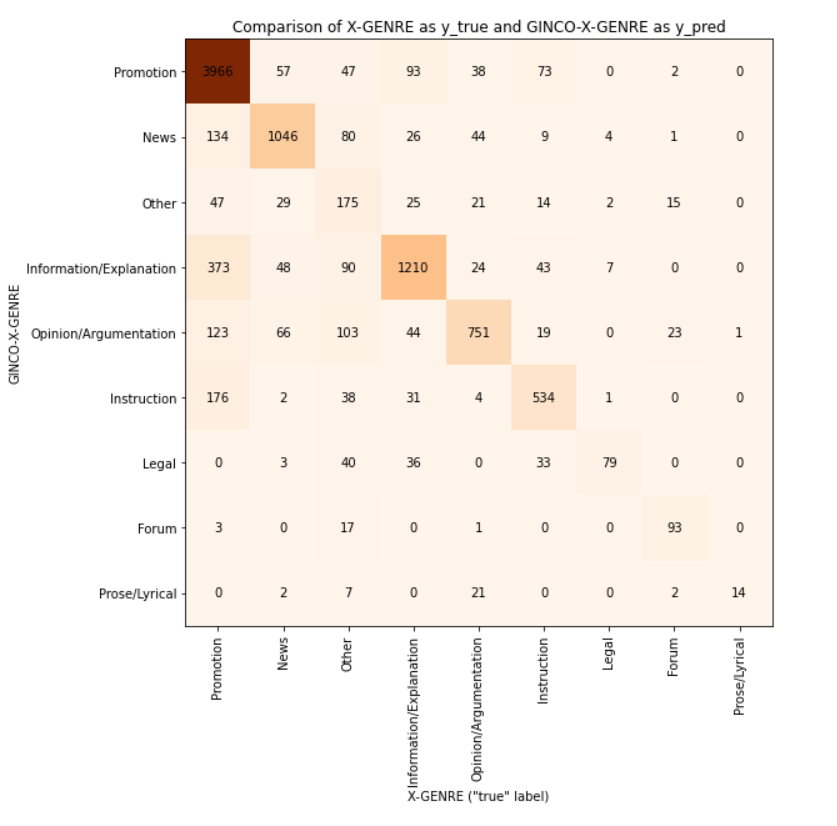 Comparison of X-GENRE as y_true and GINCO-X-GENRE as y_pred
GINCO-X-GENRE
Promotion 3966 57 47 93 38 73 0 2 0
News 134 1046 80 26 44 9 4 1 0
Other 47 29 175 25 21 14 2 15 0
Information/Explanation 373 48 90 1210 24 43 7 0 0
Opinion/Argumentation 123 66 103 44 751 19 0 23 1
Instruction 176 2 38 31 4 534 1 0 0
Legal 0 3 40 36 0 33 79 0 0
Forum 3 0 17 0 1 0 0 93 0
Prose/Lyrical 0 2 7 0 21 0 0 2 14
Promotion
News
Other
Information/Explanation
Opinion/Argumentation
Instruction
Legal
Forum
Prose/Lyrical
X-GENRE ("true" label)